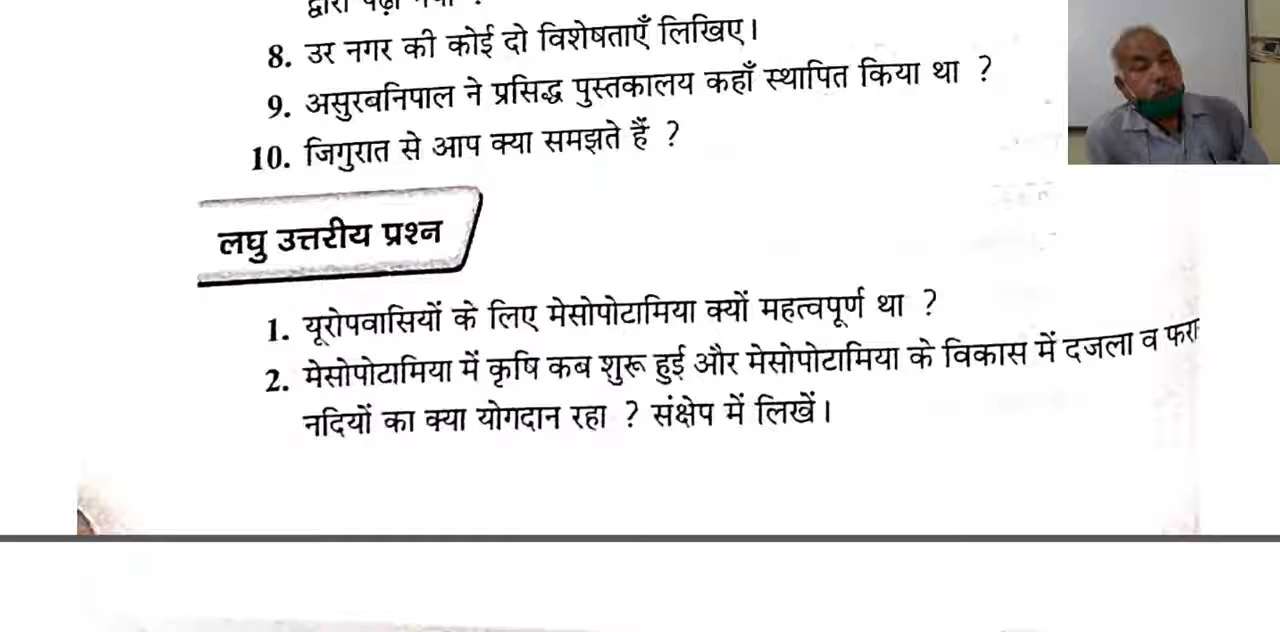 8. उर नगर की कोई दो विशेषताएँ लिखिए।
9. असुरबनिपाल ने प्रसिद्ध पुस्तकालय कहाँ स्थापित किया था ?
10. जिगुरात से आप क्या समझते हैं ?
लघु उत्तरीय प्रश्न
1. यूरोपवासियों के लिए मेसोपोटामिया क्यों महत्वपूर्ण था ?
2. मेसोपोटामिया में कृषि कब शुरू हुई और मेसोपोटामिया के विकास में दजला व
नदियों का क्या योगदान रहा ? संक्षेप में लिखें।